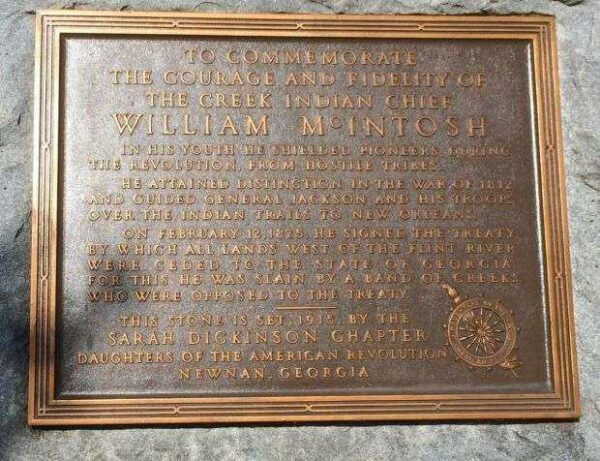 TO COMMEMORATE
THE COURAGE AND FIDELITY OF
THE CREEK INDIAN CHIEF
WILLIAM McINTOSH
IN HIS YOUTH HE SHIELDED PIONEERS, DURING
THE REVOLUTION, FROM HOSTILE TRIBES.
HE ATTAINED DISTINCTION IN THE WAR OF 1812
AND GUIDED GENERAL JACKSON AND HIS TROOPS
OVER THE INDIAN TRAILS TO NEW ORLEANS.
ON FEBRUARY 12, HE SIGNED THE TREATY
BY WHICH ALL LANDS WEST OF THE FLINT RIVER
WERE CEDED TO THE STATE OF GEORGIA.
FOR THIS HE WAS SLAIN BY A BAND OF CREEKS
WHO WERE OPPOSED TO THE TREATY
THIS STONE IS SET, BY THE
SARAH DICKINSON CHAPTER
DAUGHTERS OF THE AMERICAN REVOLUTION
NEWNAN, GEORGIA